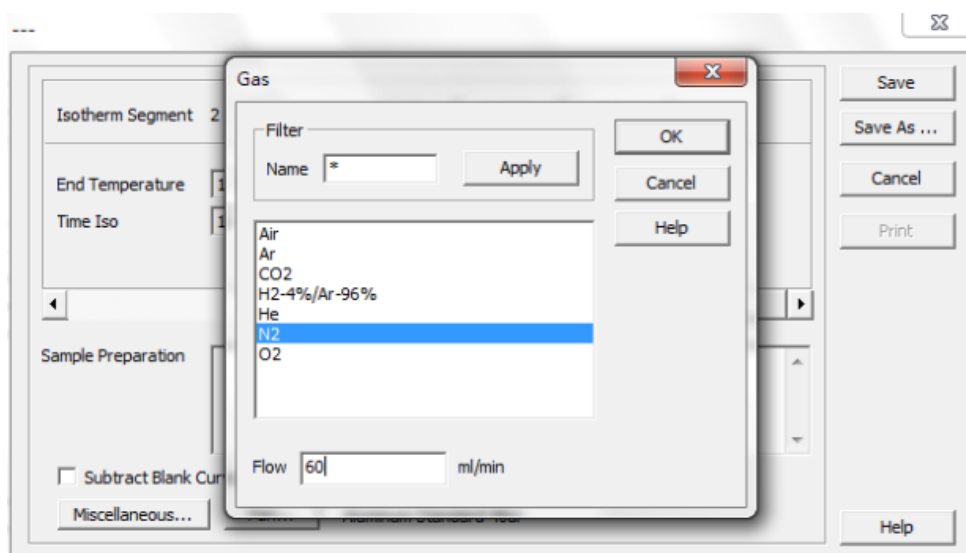 ---
Gas
Isotherm Segment 2
End Temperature 1
Time Iso 1
Sample Preparation
Subtract Blank Cur
Miscellaneous...
Filter
Name *
Apply
OK
Cancel
Help
Air
Ar
CO2
H2-4%/Ar-96%
He
N2
O2
Flow 60 ml/min
Save
Save As ...
Cancel
Print
Help